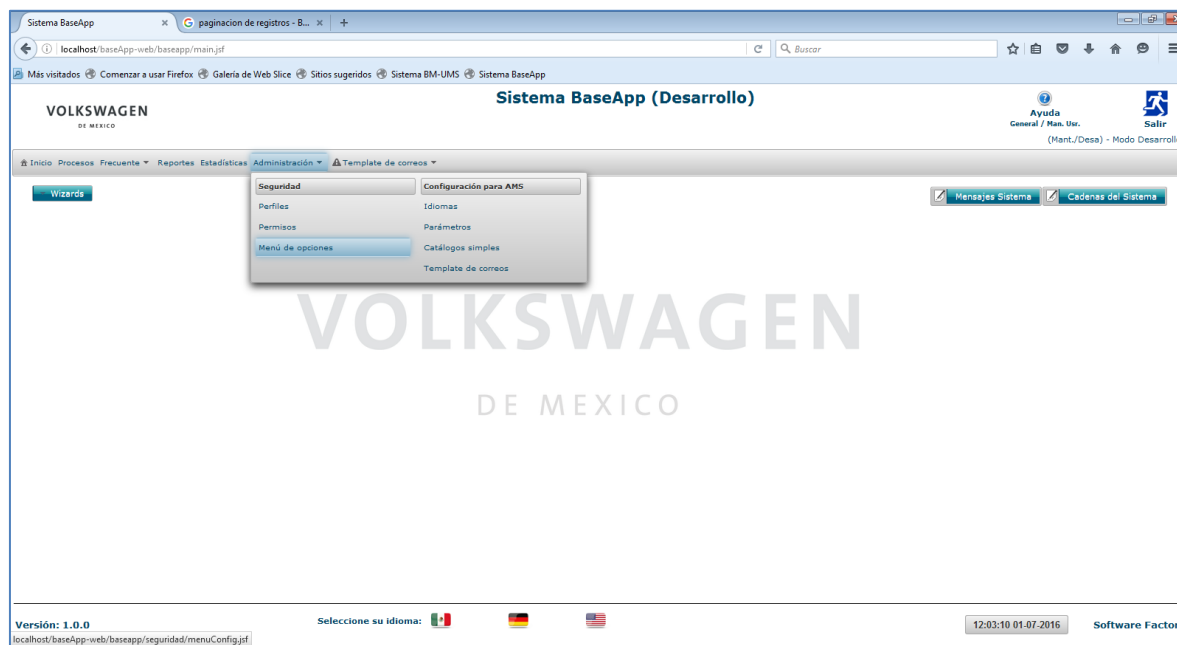 Sistema BaseApp
paginacion de registros - B...
localhost/baseApp-web/baseapp/main.jsf
Buscar
Más visitados Comenzar a usar Firefox Galería de Web Slice Sitios sugeridos Sistema BM-UMS Sistema BaseApp
VOLKSWAGEN
DE MEXICO
Sistema BaseApp (Desarrollo)
Ayuda
General / Man. Usr.
Salir
(Mant./Desa) - Modo Desarroll
Inicio Procesos Frecuente Reportes Estadísticas Administración Template de correos
Wizards
Mensajes Sistema
Cadenas del Sistema
Seguridad
Perfiles
Permisos
Menú de opciones
Configuración para AMS
Idiomas
Parámetros
Catálogos simples
Template de correos
VOLKSWAGEN
DE MEXICO
Versión: 1.0.0
Seleccione su idioma:
12:03:10 01-07-2016
Software Factor
localhost/baseApp-web/baseapp/seguridad/menuConfig.jsf